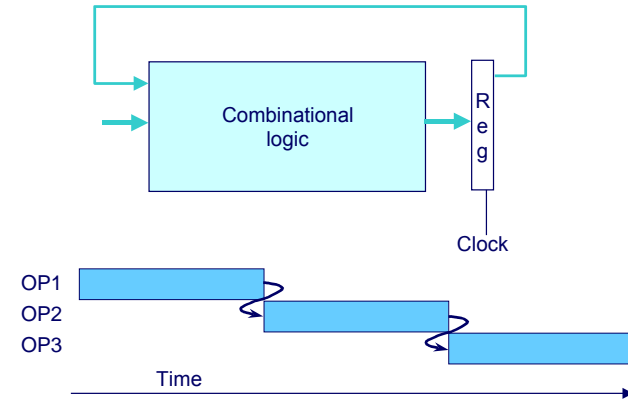 Combinational
logic
R
e
g
Clock
OP1
OP2
OP3
Time